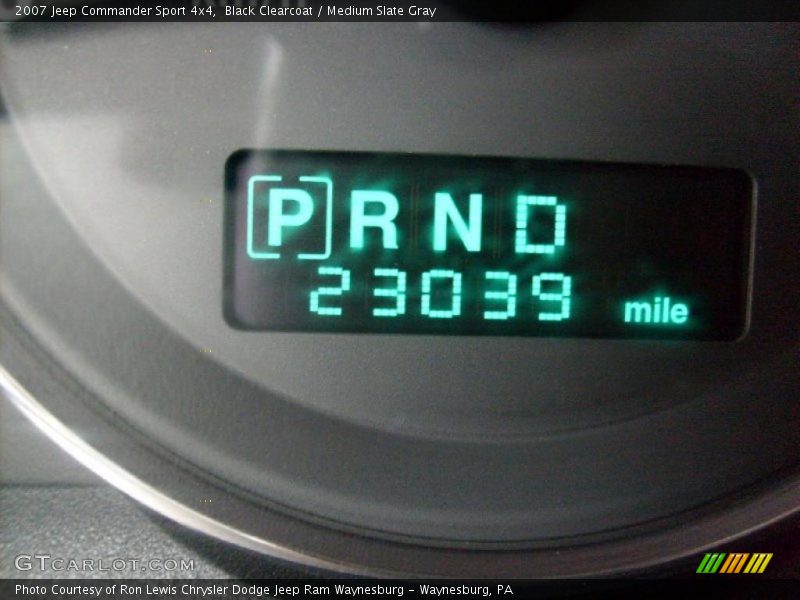 2007 Jeep Commander Sport 4x4, Black Clearcoat / Medium Slate Gray
P R N D
23039 mile
GTCARLOT.COM
Photo Courtesy of Ron Lewis Chrysler Dodge Jeep Ram Waynesburg - Waynesburg, PA